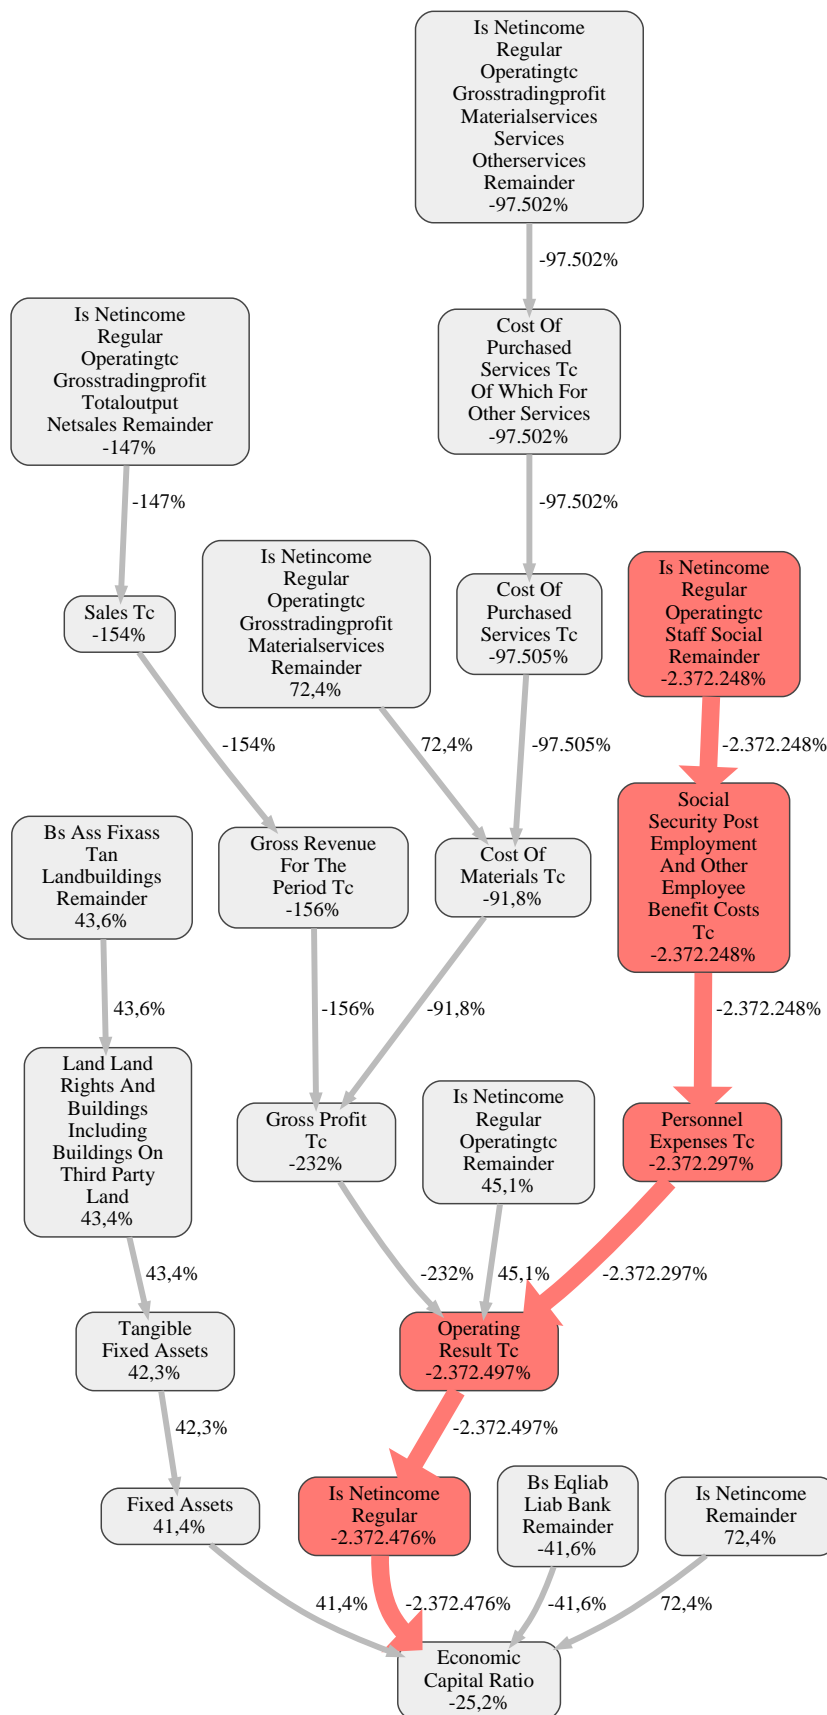 Is Netincome
Regular
Operatingtc
Grosstradingprofit
Materialservices
Services
Otherservices
Remainder
-97.502%
-97.502%
Is Netincome
Regular
Operatingtc
Grosstradingprofit
Totaloutput
Netsales Remainder
-147%
Cost Of
Purchased
Services Tc
Of Which For
Other Services
-97.502%
-147%
-97.502%
Is Netincome
Regular
Operatingtc
Grosstradingprofit
Materialservices
Remainder
72,4%
Is Netincome
Regular
Operatingtc
Staff Social
Remainder
-2.372.248%
Sales Tc
-154%
Cost Of
Purchased
Services Tc
-97.505%
-154%
72,4%
-97.505%
-2.372.248%
Social
Security Post
Employment
And Other
Employee
Benefit Costs
Tc
-2.372.248%
Bs Ass Fixass
Tan
Landbuildings
Remainder
43,6%
Gross Revenue
For The
Period Tc
-156%
Cost Of
Materials Tc
-91,8%
43,6%
-156%
-91,8%
-2.372.248%
Land Land
Rights And
Buildings
Including
Buildings On
Third Party
Land
43,4%
Gross Profit
Tc
-232%
Is Netincome
Regular
Operatingtc
Remainder
45,1%
Personnel
Expenses Tc
-2.372.297%
43,4%
-232%
45,1%
-2.372.297%
Tangible
Fixed Assets
42,3%
Operating
Result Tc
-2.372.497%
42,3%
-2.372.497%
Fixed Assets
41,4%
Is Netincome
Regular
-2.372.476%
Bs Eqliab
Liab Bank
Remainder
-41,6%
Is Netincome
Remainder
72,4%
41,4%
-2.372.476%
-41,6%
72,4%
Economic
Capital Ratio
-25,2%